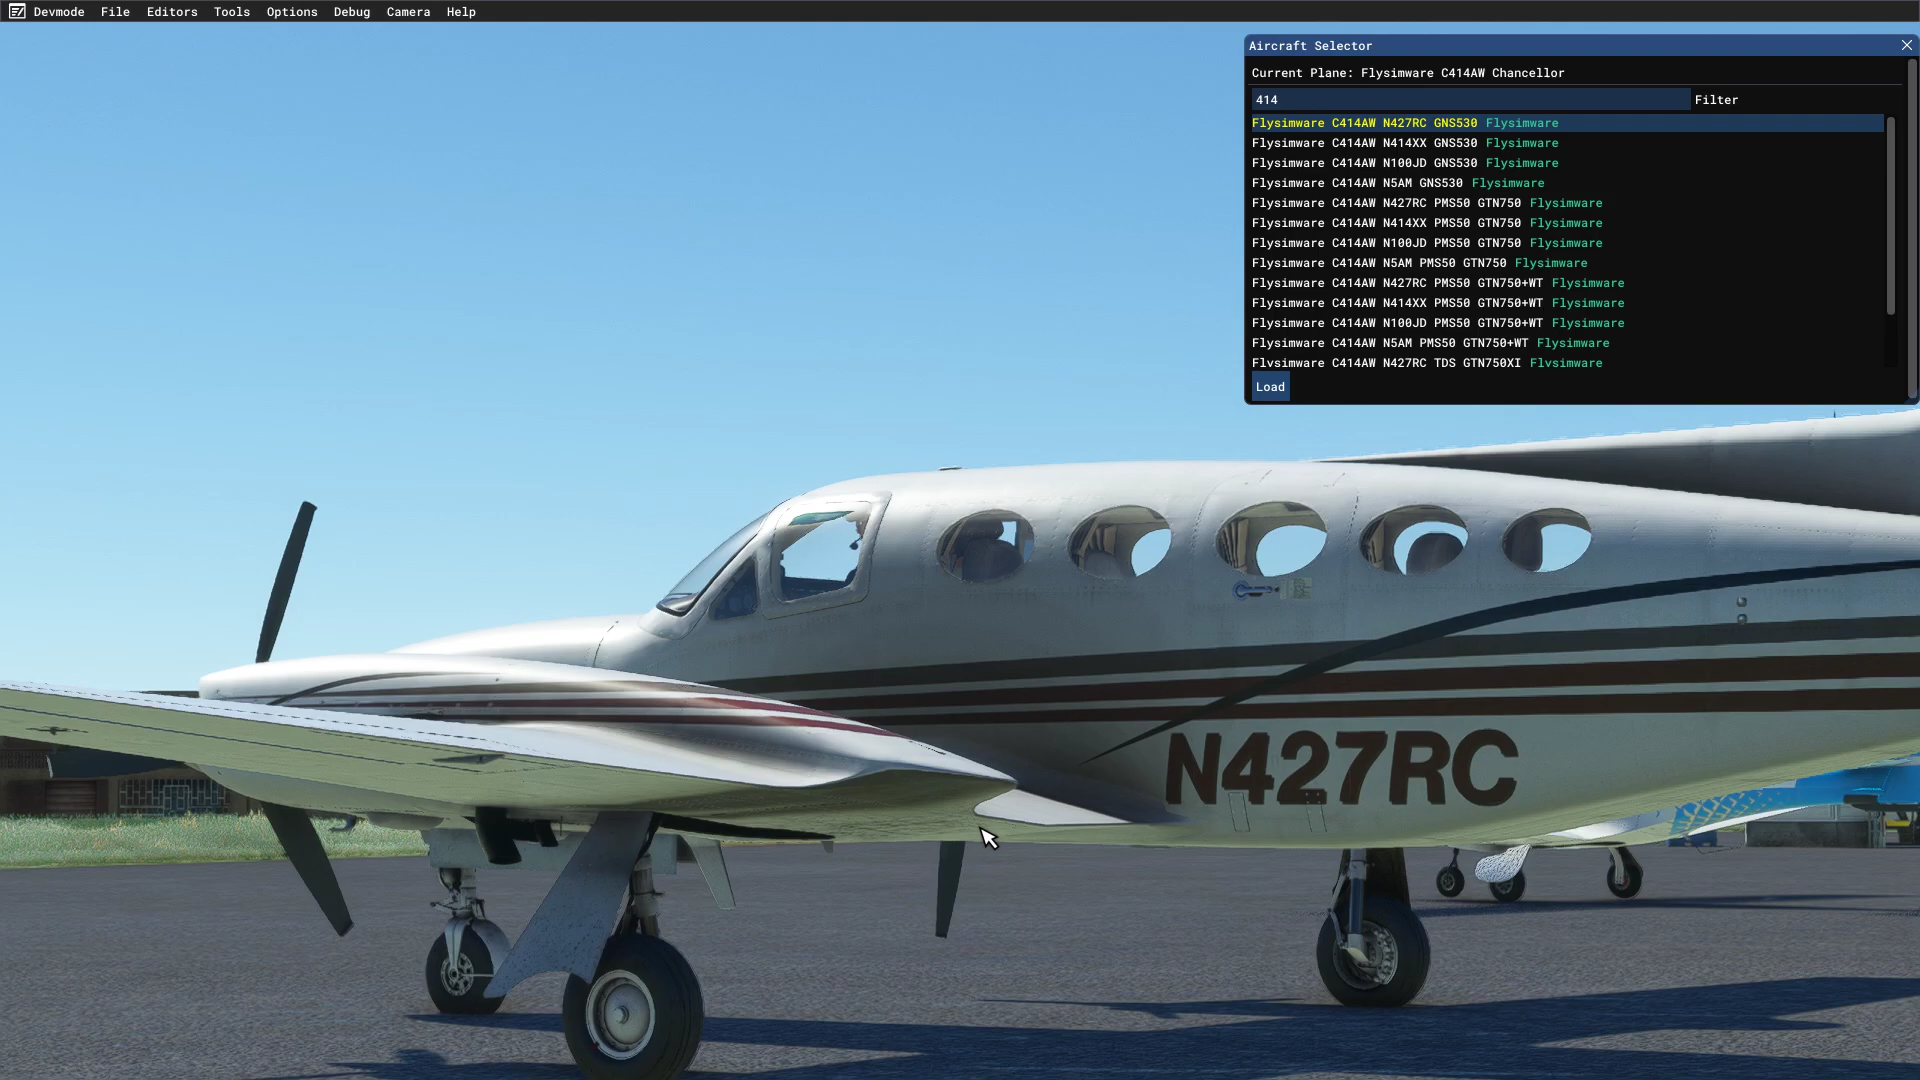 Devmode File Editors Tools Options Debug Camera Help
Aircraft Selector
Current Plane: Flysimware C414AW Chancellor
414 Filter
Flysimware C414AW N427RC GNS530 Flysimware
Flysimware C414AW N414XX GNS530 Flysimware
Flysimware C414AW N100JD GNS530 Flysimware
Flysimware C414AW N5AM GNS530 Flysimware
Flysimware C414AW N427RC PMS50 GTN750 Flysimware
Flysimware C414AW N414XX PMS50 GTN750 Flysimware
Flysimware C414AW N100JD PMS50 GTN750 Flysimware
Flysimware C414AW N5AM PMS50 GTN750 Flysimware
Flysimware C414AW N427RC PMS50 GTN750+WT Flysimware
Flysimware C414AW N414XX PMS50 GTN750+WT Flysimware
Flysimware C414AW N100JD PMS50 GTN750+WT Flysimware
Flysimware C414AW N5AM PMS50 GTN750+WT Flysimware
Flysimware C414AW N427RC TDS GTN750XI Flysimware
Load
N427RC